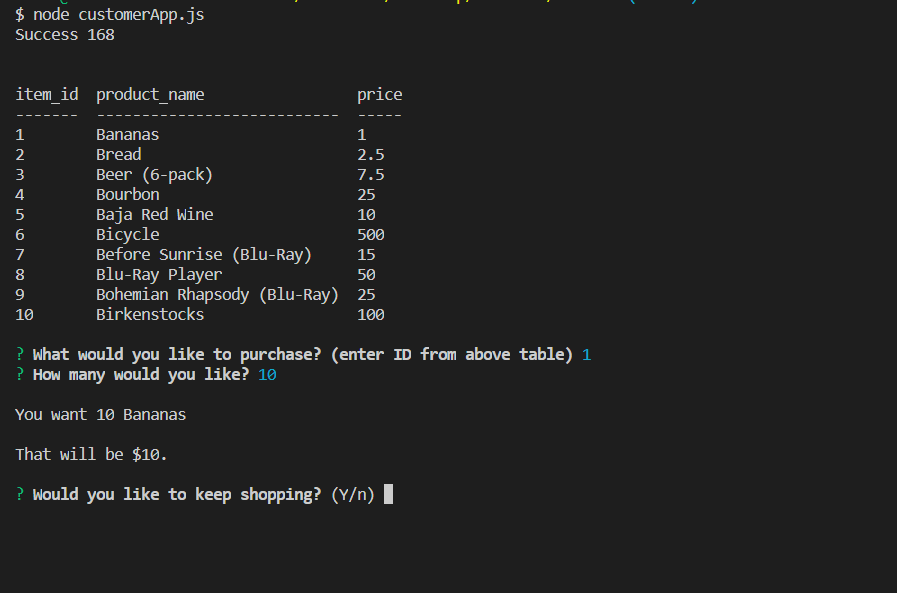 $ node customerApp.js
Success 168
item_id  product_name                 price
-------  ---------------------------  -----
1        Bananas                      1
2        Bread                        2.5
3        Beer (6-pack)                7.5
4        Bourbon                      25
5        Baja Red Wine                10
6        Bicycle                      500
7        Before Sunrise (Blu-Ray)     15
8        Blu-Ray Player               50
9        Bohemian Rhapsody (Blu-Ray)  25
10       Birkenstocks                 100
? What would you like to purchase? (enter ID from above table) 1
? How many would you like? 10
You want 10 Bananas
That will be $10.
? Would you like to keep shopping? (Y/n)